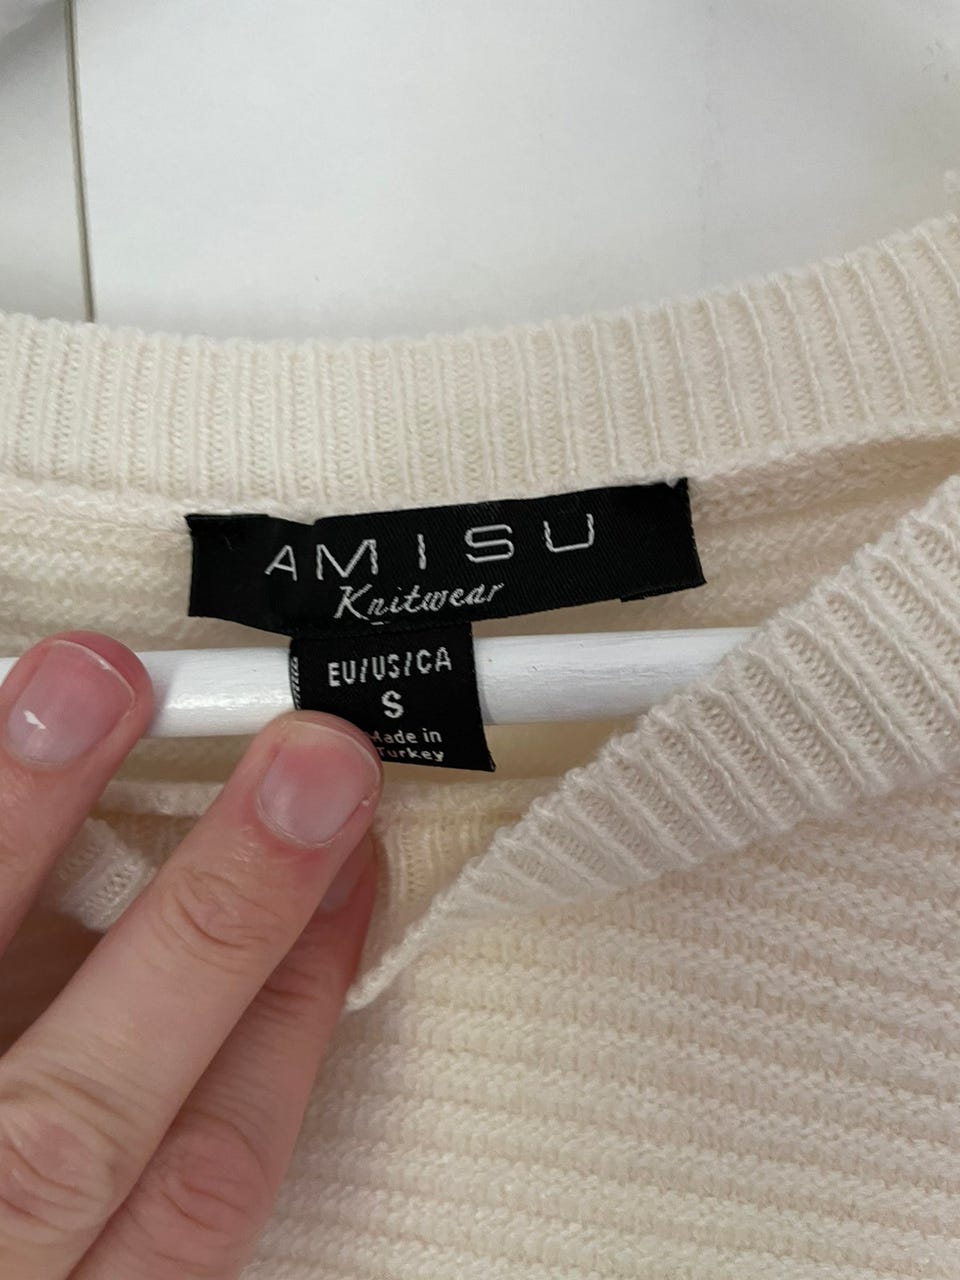 AMISU
Knitwear
EU/US/CA
S
Made in
Turkey